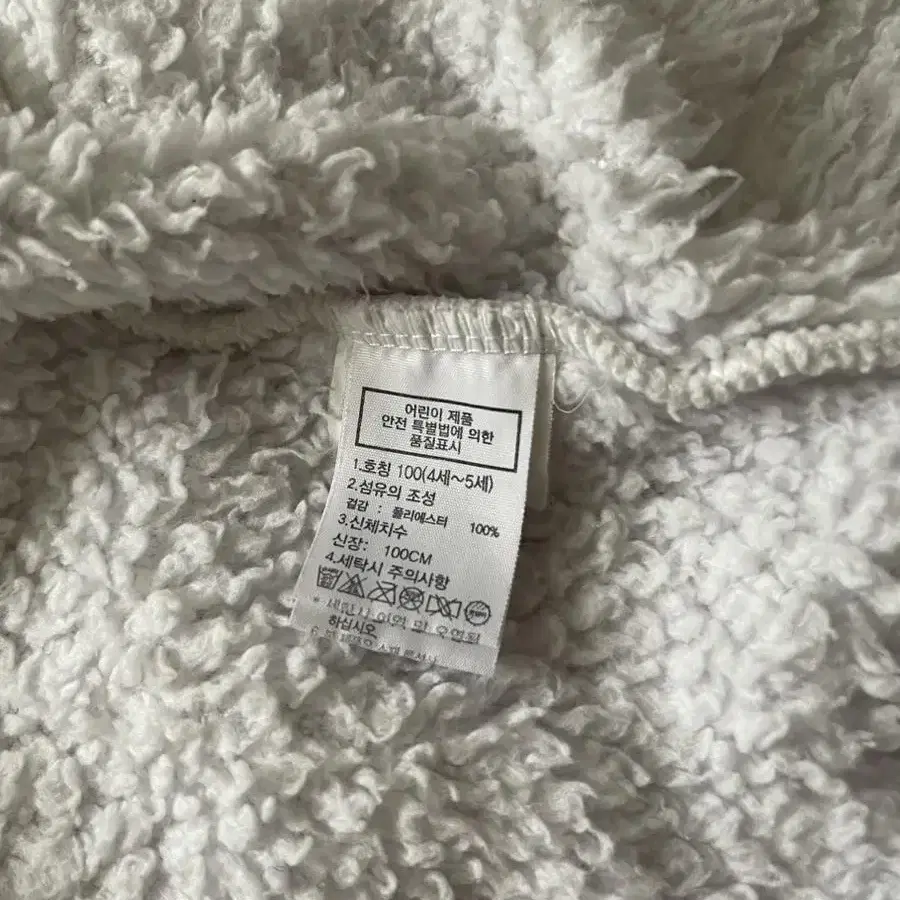 어린이 제품
안전 특별법에 의한
품질표시
1.호칭 100(4세~5세)
2.섬유의 조성
겉감 : 폴리에스터 100%
3.신체치수
신장: 100CM
4.세탁시 주의사항
하십시오